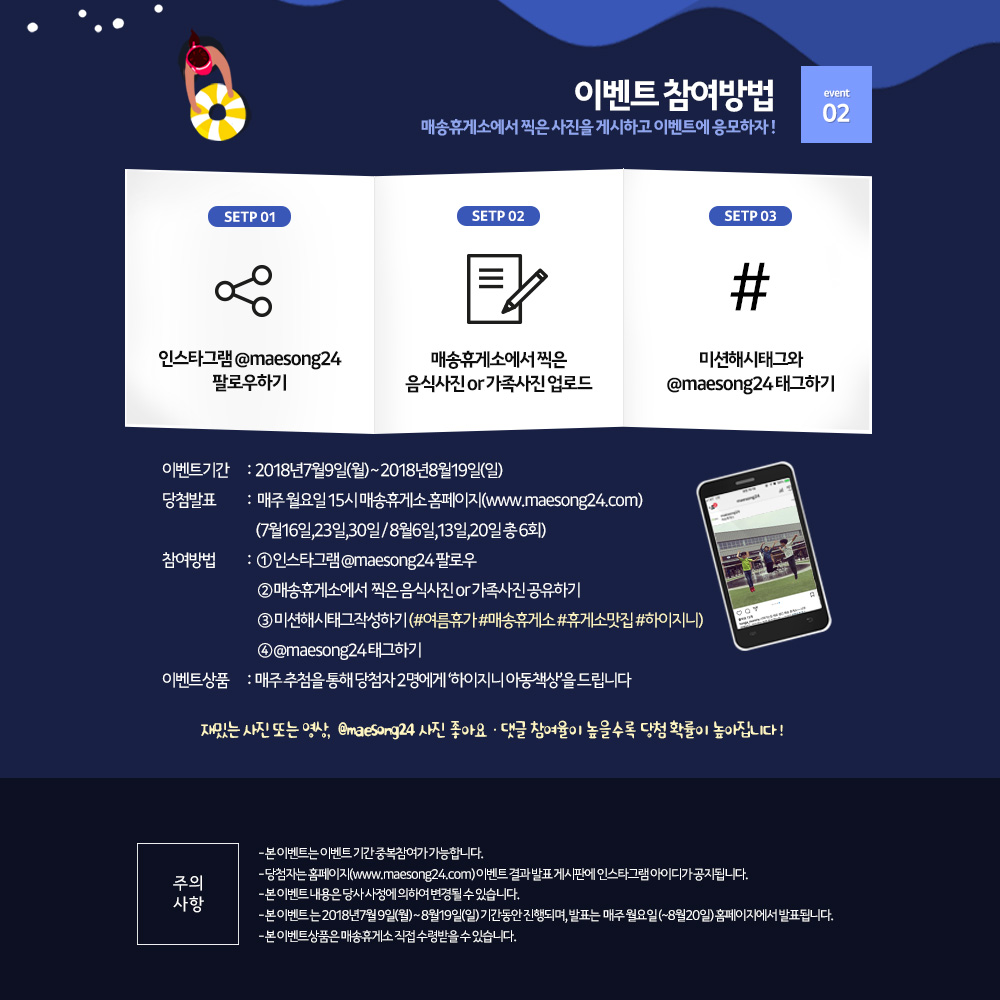 이벤트 참여방법
매송휴게소에서 찍은 사진을 게시하고 이벤트에 응모하자 !
event
02
SETP 01
인스타그램 @maesong24
팔로우하기
SETP 02
매송휴게소에서 찍은
음식사진 or 가족사진 업로드
SETP 03
#
미션해시태그와
@maesong24 태그하기
이벤트기간 : 2018년7월9일(월) ~ 2018년8월19일(일)
당첨발표 : 매주 월요일 15시 매송휴게소 홈페이지(www.maesong24.com)
(7월16일,23일,30일 / 8월6일,13일,20일 총 6회)
참여방법 : ① 인스타그램 @maesong24 팔로우
② 매송휴게소에서 찍은 음식사진 or 가족사진 공유하기
③ 미션해시태그작성하기 (#여름휴가 #매송휴게소 #휴게소맛집 #하이지니)
④ @maesong24 태그하기
이벤트상품 : 매주 추첨을 통해 당첨자 2명에게 ‘하이지니 아동책상’을 드립니다
재밌는 사진 또는 영상, @maesong24 사진 좋아요 · 댓글 참여율이 높을수록 당첨 확률이 높아집니다 !
주의
사항
- 본 이벤트는 이벤트 기간 중복참여가 가능합니다.
- 당첨자는 홈페이지(www.maesong24.com) 이벤트 결과 발표 게시판에 인스타그램 아이디가 공지됩니다.
- 본 이벤트 내용은 당사 사정에 의하여 변경될 수 있습니다.
- 본 이벤트 는 2018년7월 9일(월) ~ 8월19일(일) 기간동안 진행되며, 발표는 매주 월요일 (~8월20일) 홈페이지에서 발표됩니다.
- 본 이벤트상품은 매송휴게소 직접 수령받을 수 있습니다.